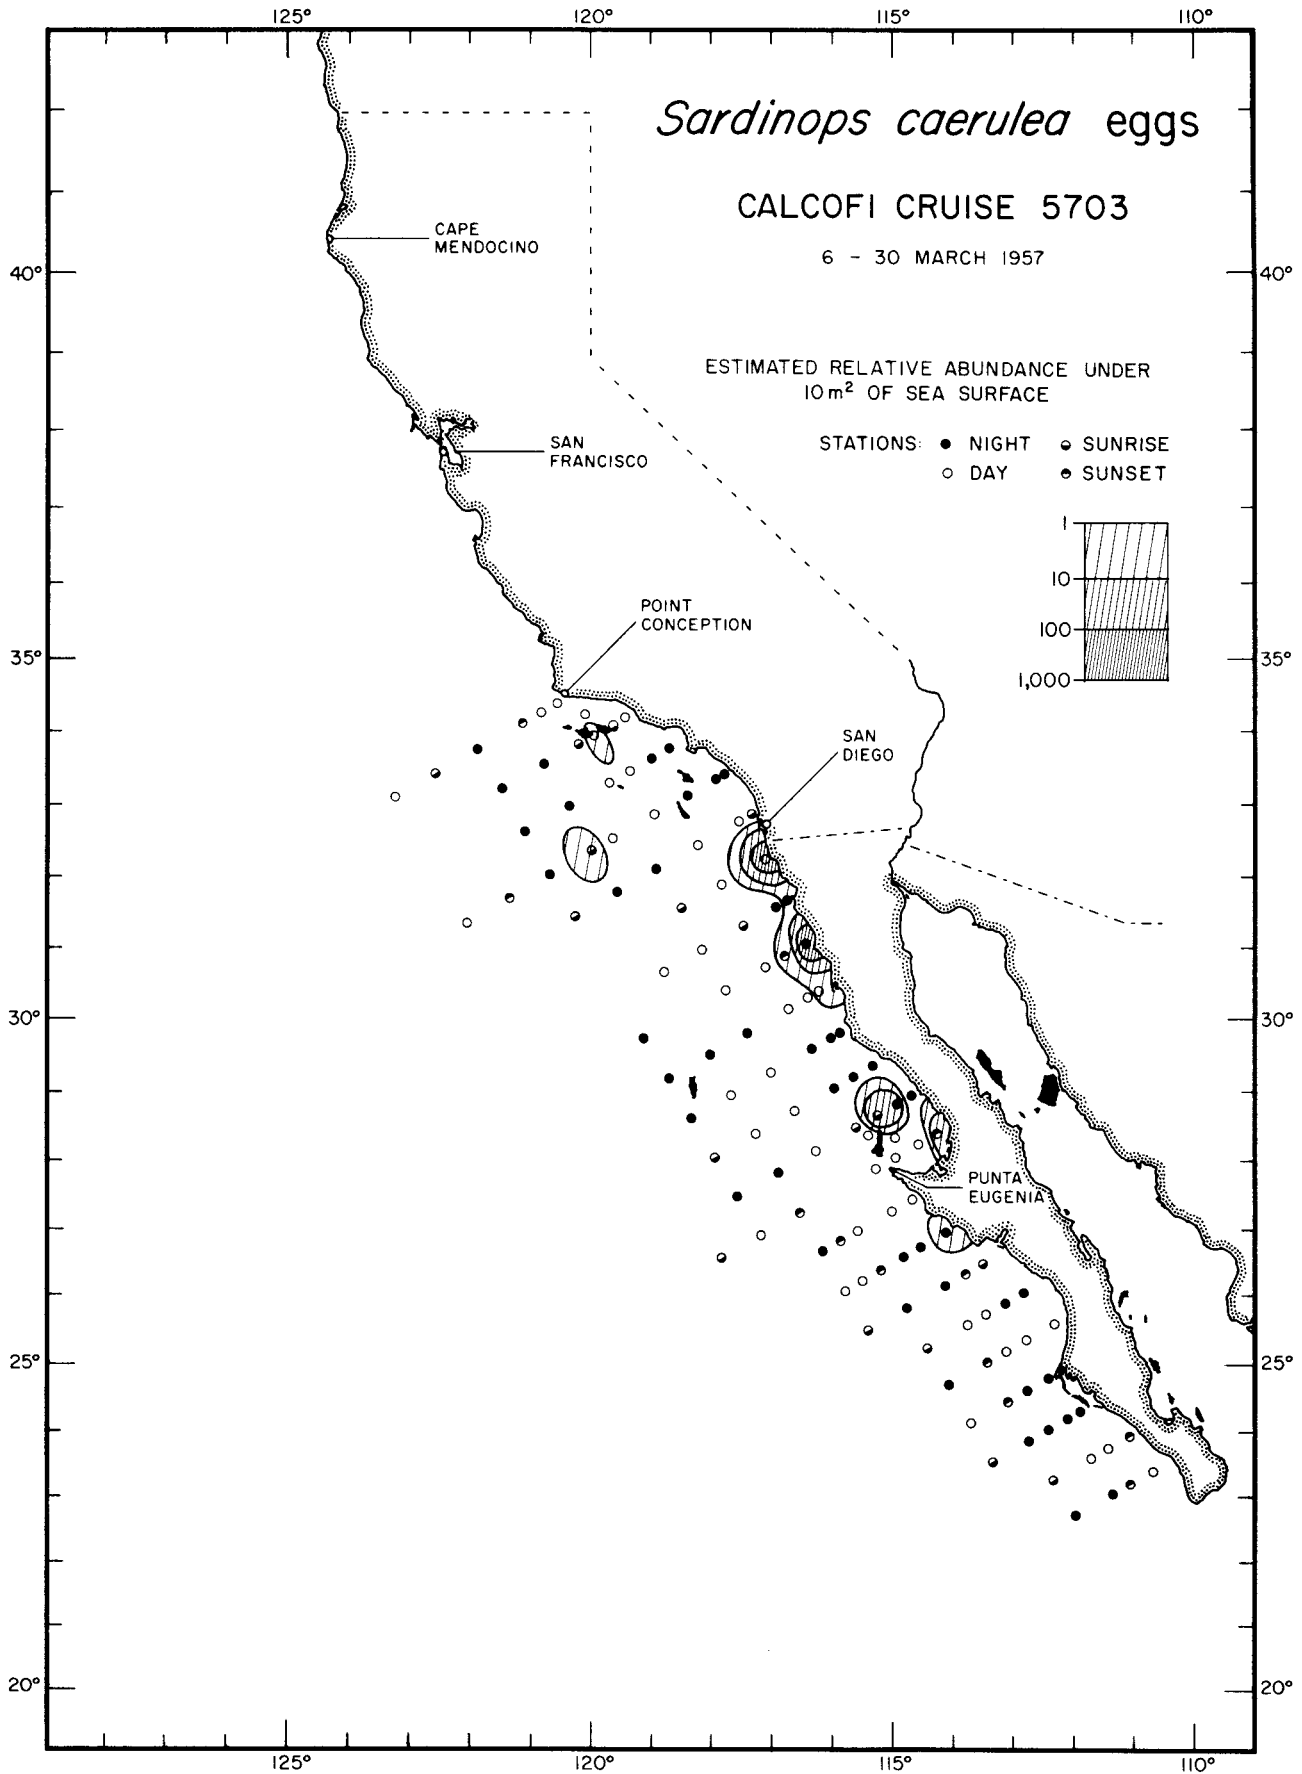 125° 120° 115° 110°
Sardinops caerulea eggs
CALCOFI CRUISE 5703
6 – 30 MARCH 1957
CAPE
MENDOCINO
40° 40°
ESTIMATED RELATIVE ABUNDANCE UNDER
10 m² OF SEA SURFACE
STATIONS: NIGHT SUNRISE
DAY SUNSET
SAN
FRANCISCO
1
10
100
1,000
POINT
CONCEPTION
35° 35°
SAN
DIEGO
30° 30°
PUNTA
EUGENIA
25° 25°
20° 20°
125° 120° 115° 110°